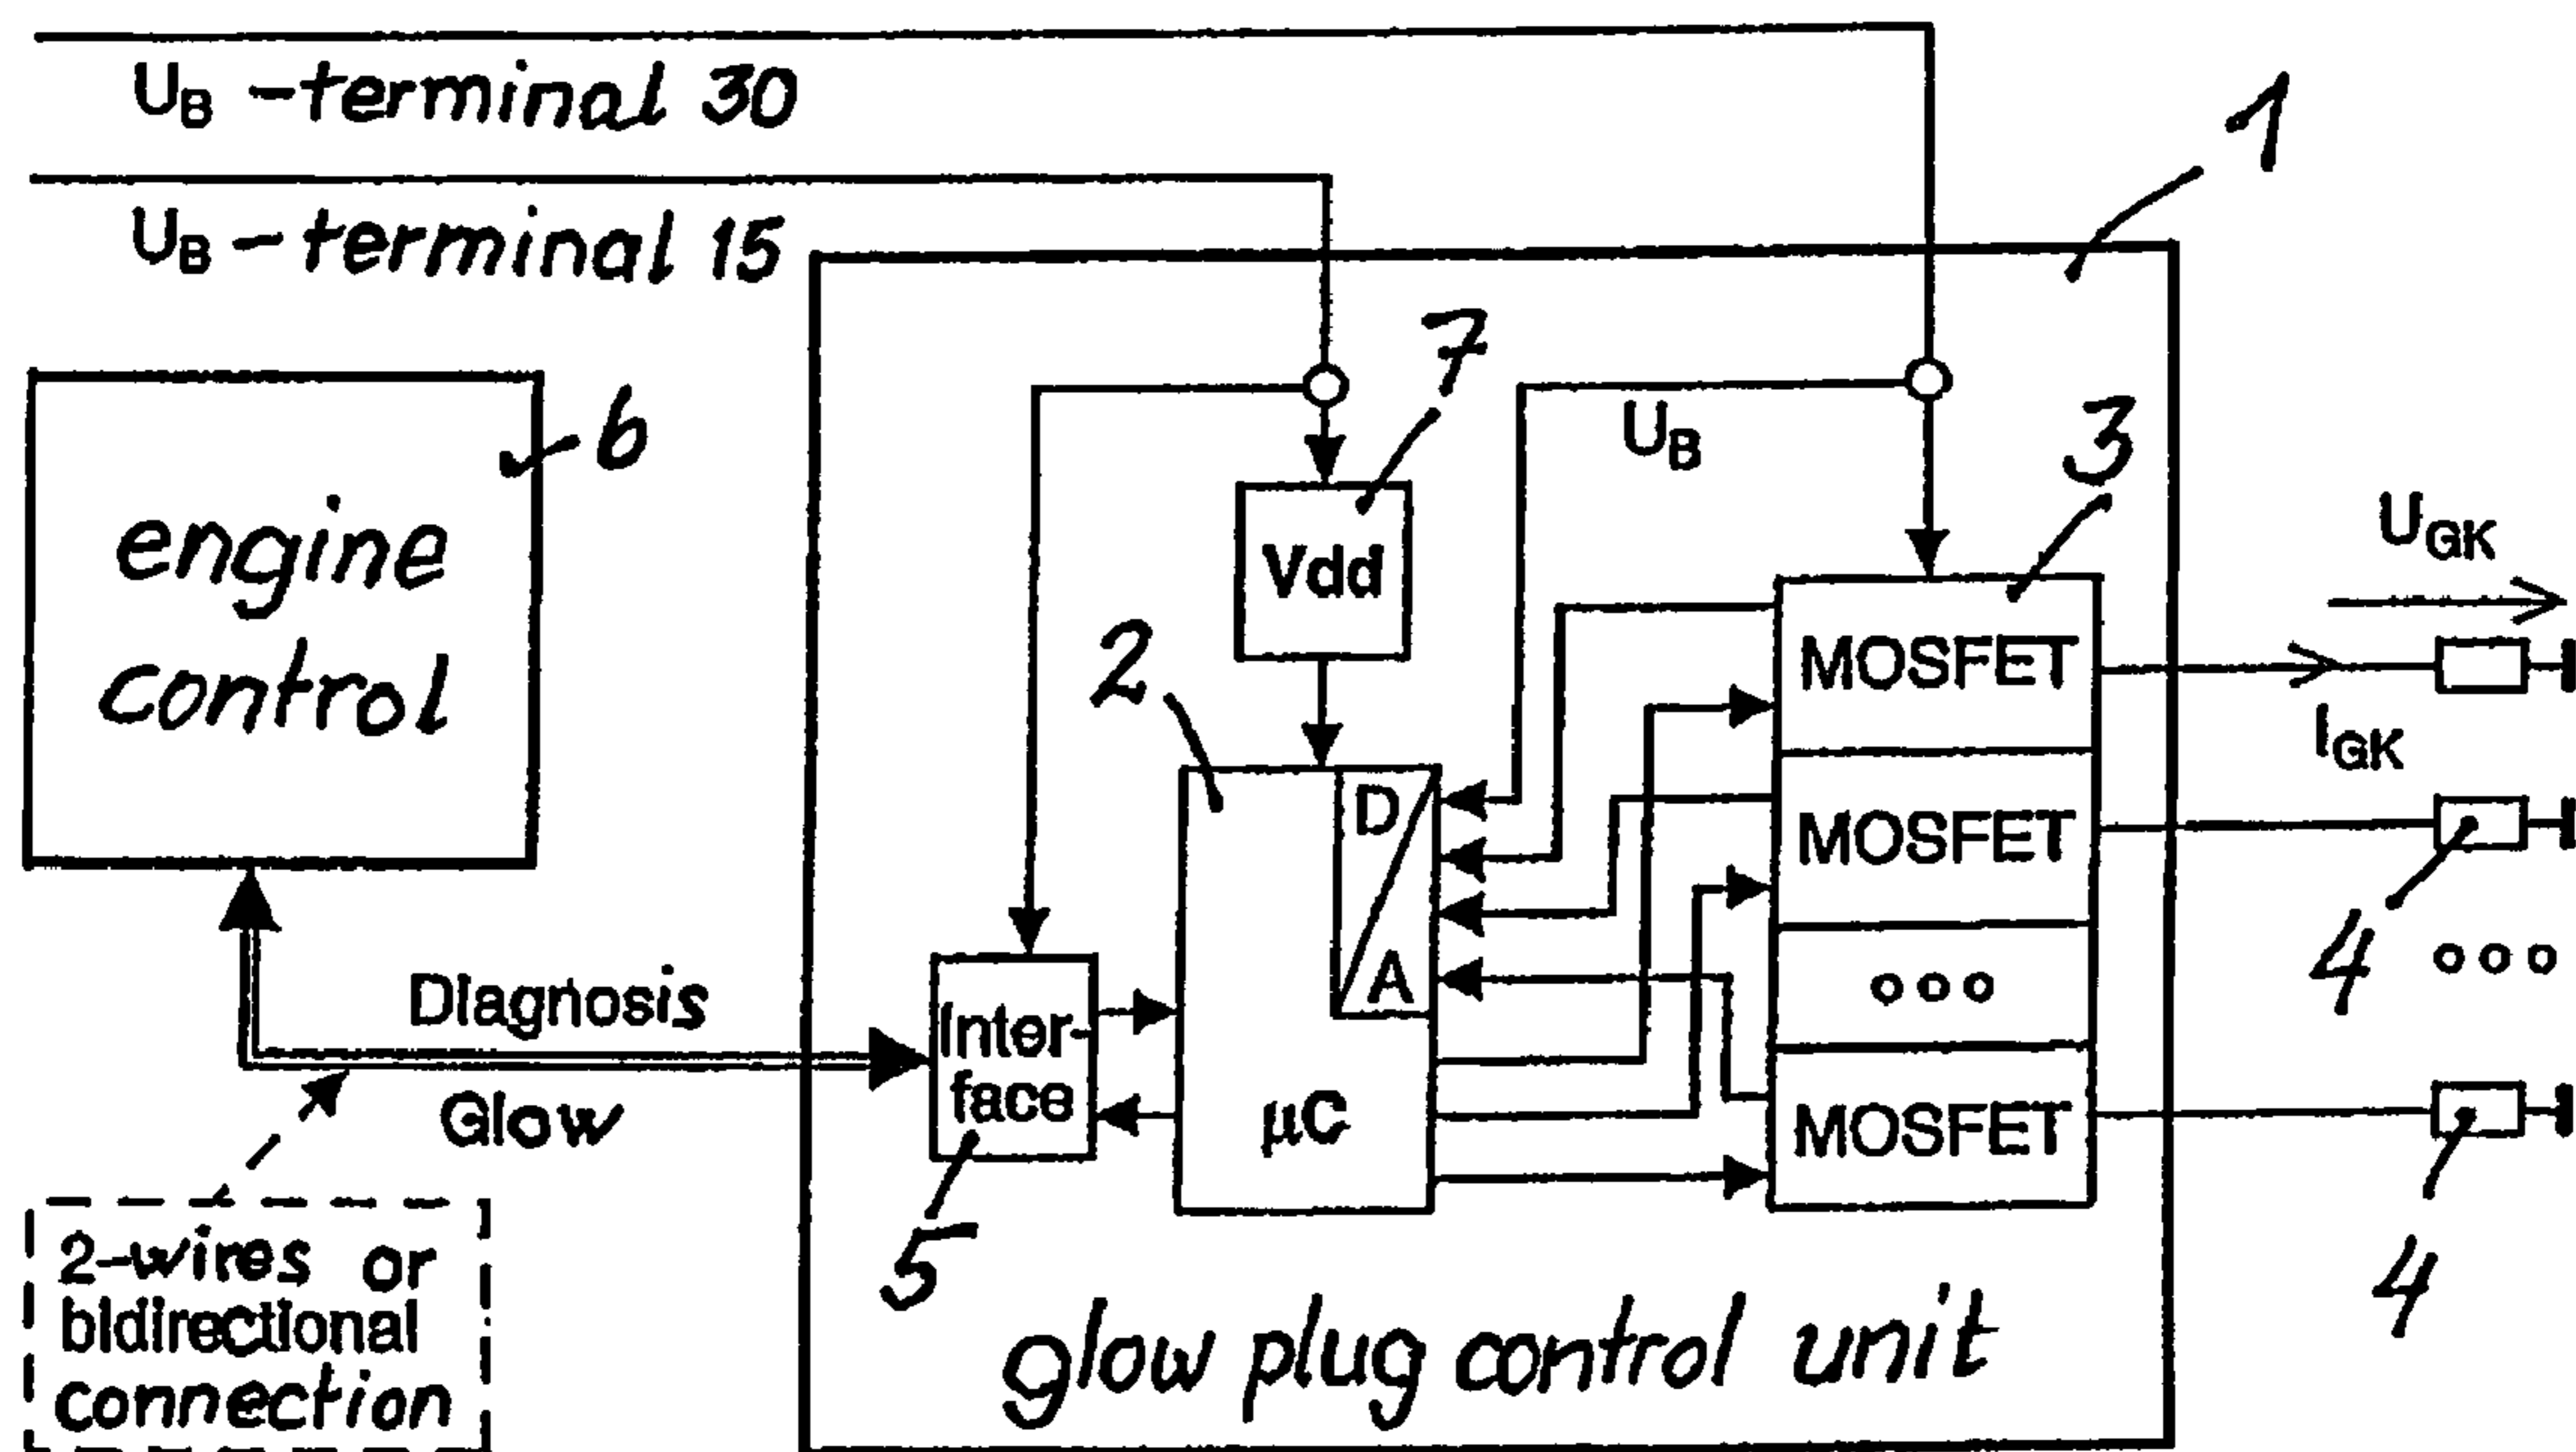 U_B -terminal 30
1
U_B - terminal 15
7
6
U_B
3
engine
control
Vdd
U_GK
2
MOSFET
I_GK
D
MOSFET
4
A
Diagnosis
Inter-
face
ooo
ooo
Glow
µC
MOSFET
5
4
2-wires or
bidirectional
connection
glow plug control unit